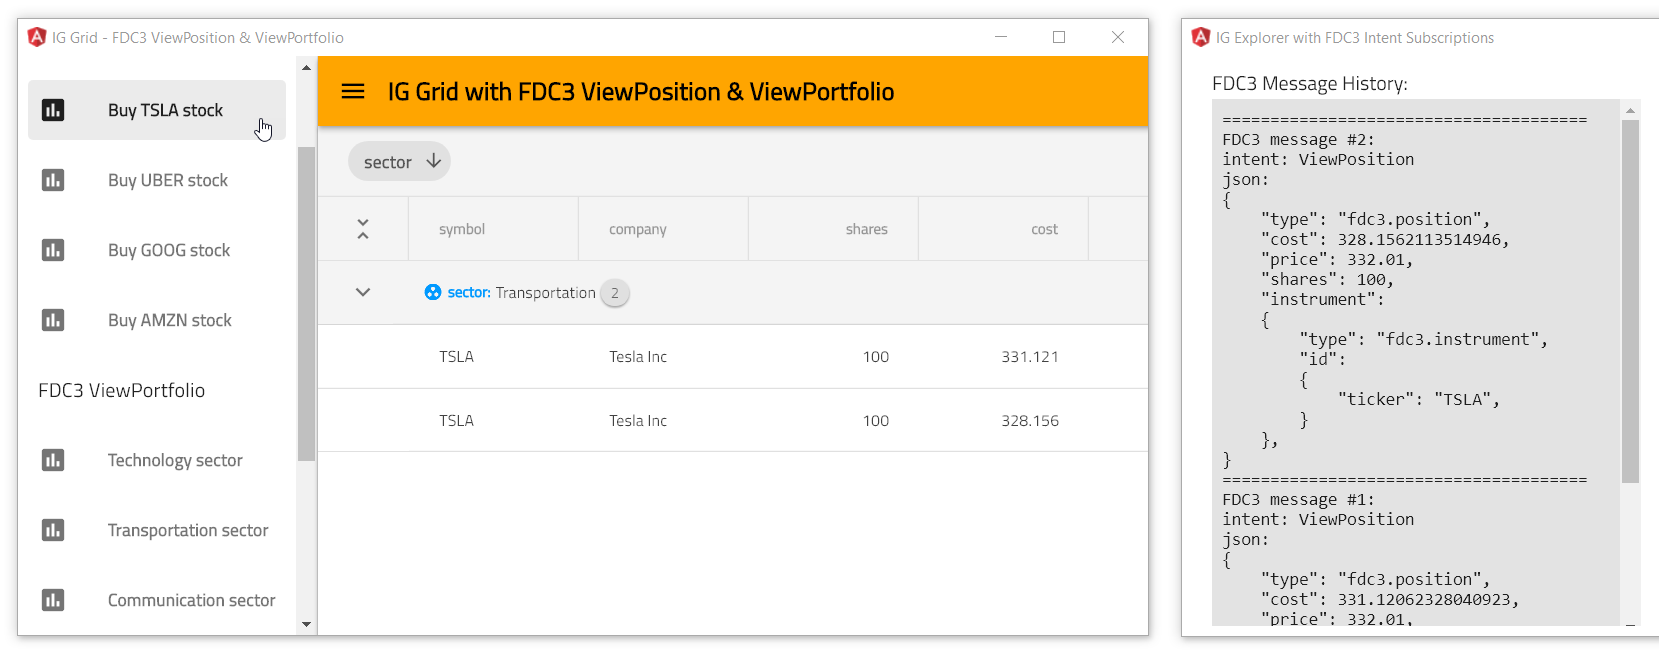 IG Grid - FDC3 ViewPosition & ViewPortfolio
Buy TSLA stock
Buy UBER stock
Buy GOOG stock
Buy AMZN stock
FDC3 ViewPortfolio
Technology sector
Transportation sector
Communication sector
IG Grid with FDC3 ViewPosition & ViewPortfolio
sector
symbol company shares cost
sector: Transportation 2
TSLA Tesla Inc 100 331.121
TSLA Tesla Inc 100 328.156
IG Explorer with FDC3 Intent Subscriptions
FDC3 Message History:
======================================
FDC3 message #2:
intent: ViewPosition
json:
{
    "type": "fdc3.position",
    "cost": 328.1562113514946,
    "price": 332.01,
    "shares": 100,
    "instrument":
    {
        "type": "fdc3.instrument",
        "id":
        {
            "ticker": "TSLA",
        }
    },
}
======================================
FDC3 message #1:
intent: ViewPosition
json:
{
    "type": "fdc3.position",
    "cost": 331.12062328040923,
    "price": 332.01,